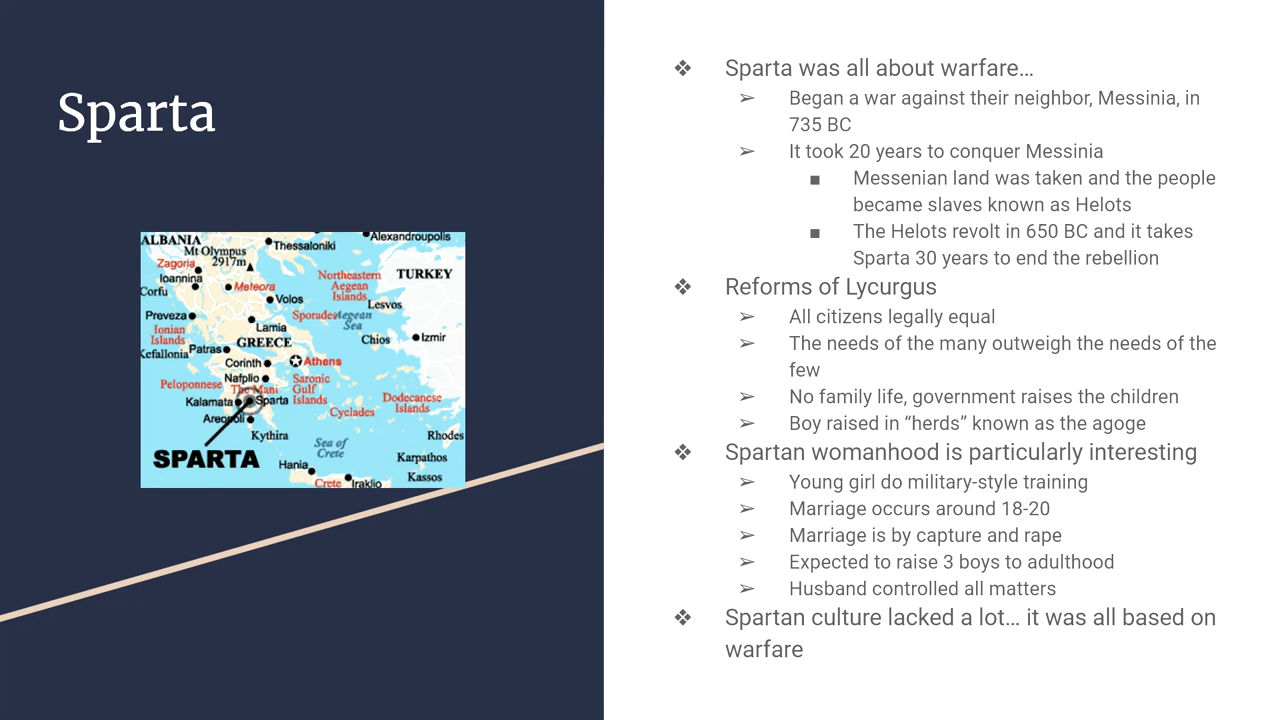 Sparta
ALBANIA
Alexandroupolis
Mt Olympus
2917m
Thessaloniki
Zagoria
Ioannina
TURKEY
Corfu
Meteora
Northeastern
Aegean
Islands
Volos
Lesvos
Preveza
Sporades
Aegean
Sea
Lamia
Ionian
Islands
GREECE
Chios
Izmir
Kefallonia
Patras
Corinth
Athens
Nafplio
Saronic
Gulf
Islands
Peloponnese
The Mani
Kalamata
Sparta
Cyclades
Dodecanese
Islands
Areopoli
Kythira
Sea of
Crete
Rhodes
SPARTA
Hania
Karpathos
Crete
Iraklio
Kassos
❖ Sparta was all about warfare…
➢ Began a war against their neighbor, Messinia, in
735 BC
➢ It took 20 years to conquer Messinia
■ Messenian land was taken and the people
became slaves known as Helots
■ The Helots revolt in 650 BC and it takes
Sparta 30 years to end the rebellion
❖ Reforms of Lycurgus
➢ All citizens legally equal
➢ The needs of the many outweigh the needs of the
few
➢ No family life, government raises the children
➢ Boy raised in “herds” known as the agoge
❖ Spartan womanhood is particularly interesting
➢ Young girl do military-style training
➢ Marriage occurs around 18-20
➢ Marriage is by capture and rape
➢ Expected to raise 3 boys to adulthood
➢ Husband controlled all matters
❖ Spartan culture lacked a lot… it was all based on
warfare